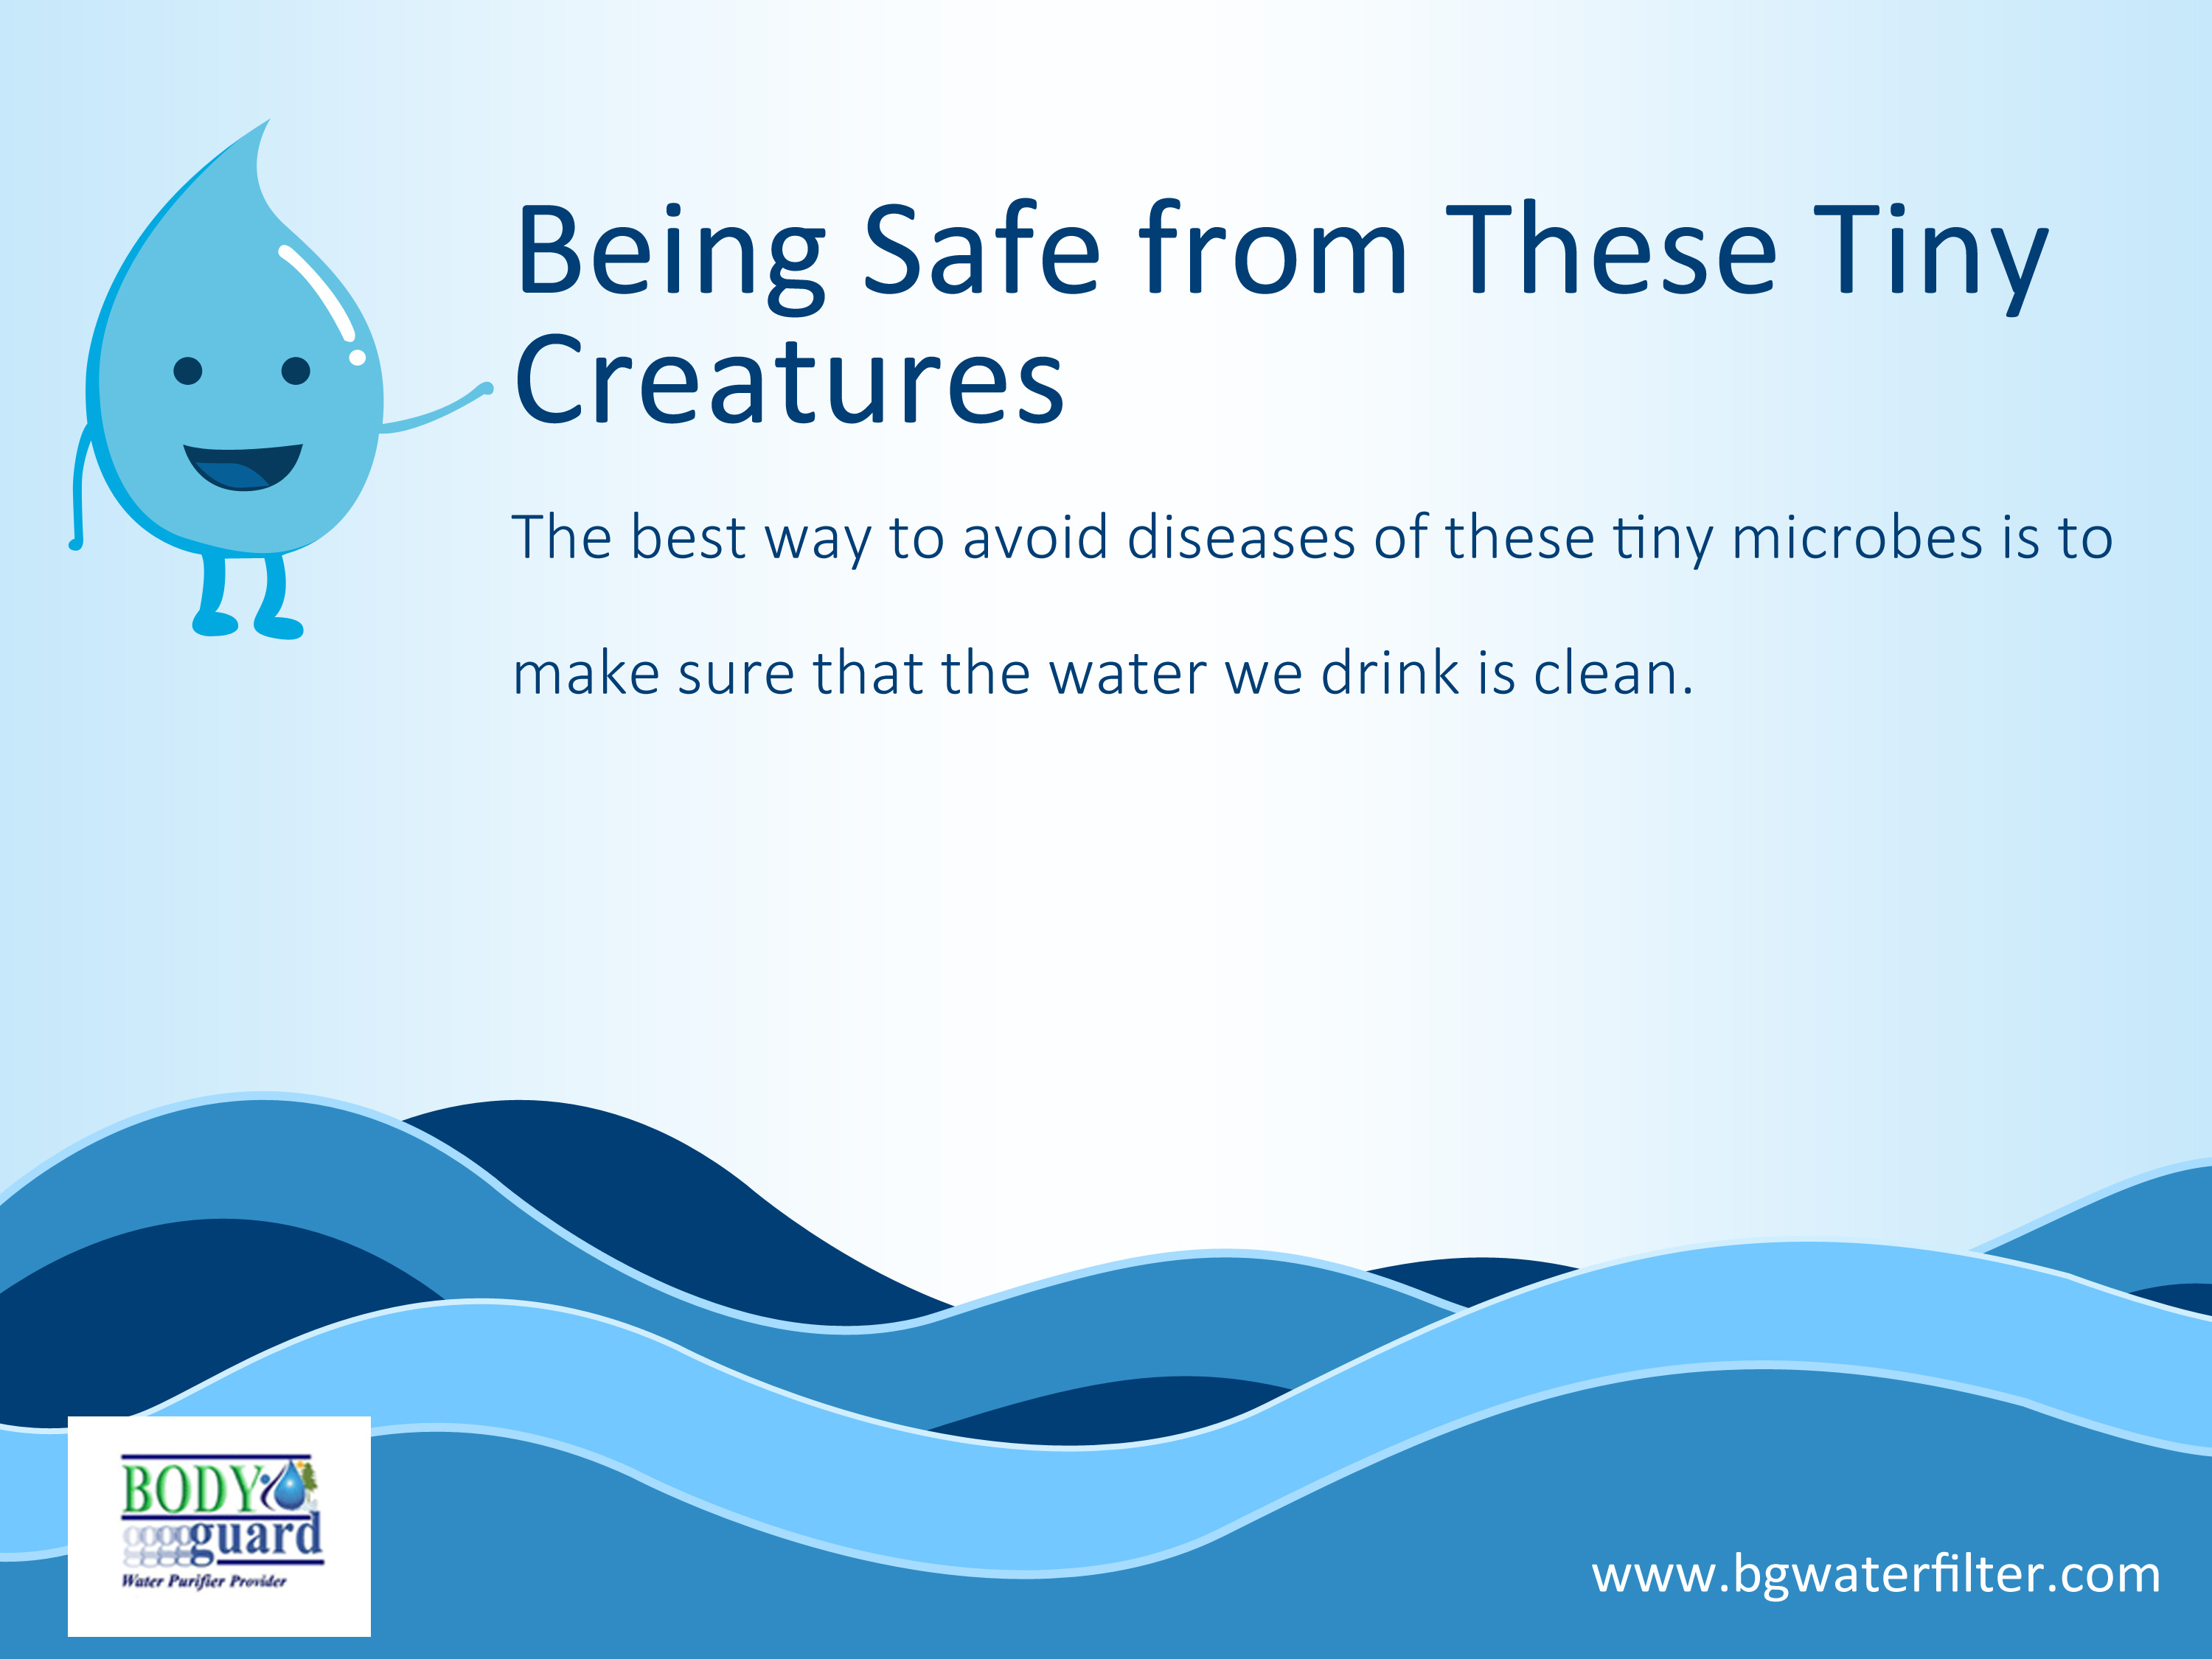 Being Safe from These Tiny
Creatures
The best way to avoid diseases of these tiny microbes is to
make sure that the water we drink is clean.
BODY
guard
Water Purifier Provider
www.bgwaterfilter.com